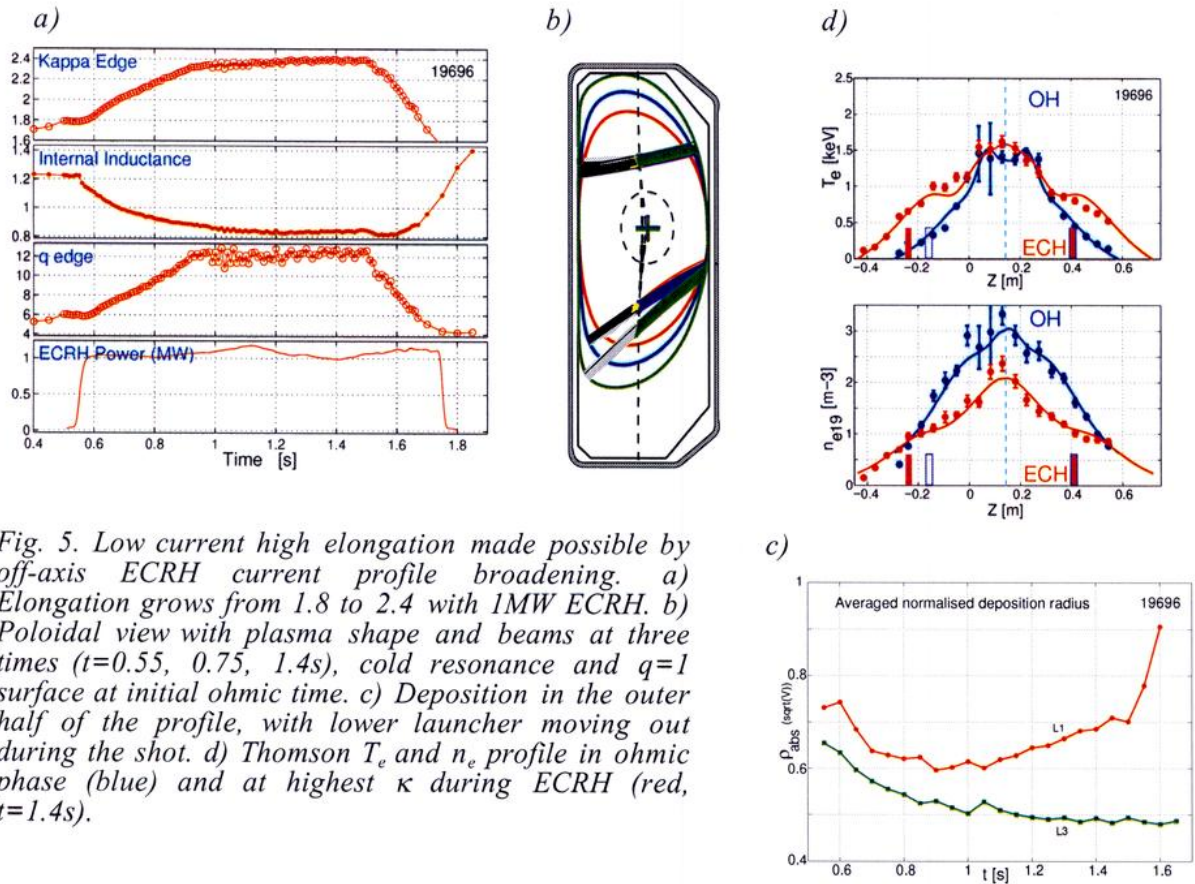 a)
b)
d)
2.4
2.2
2
1.8
1.6
Kappa Edge
19696
1.4
1.2
1
0.8
Internal Inductance
12
10
8
6
4
q edge
1
0
ECRH Power (MW)
0.4 0.6 0.8 1.0 1.2 1.4 1.6 1.8
Time [s]
2.5
2
1.5
1
0.5
0
Te [keV]
OH
19696
ECH
-0.4 -0.2 0 0.2 0.4 0.6
Z [m]
3
2
1
0
ne19 [m-3]
OH
ECH
-0.4 -0.2 0 0.2 0.4 0.6
Z [m]
Fig. 5. Low current high elongation made possible by
off-axis ECRH current profile broadening. a)
Elongation grows from 1.8 to 2.4 with 1MW ECRH. b)
Poloidal view with plasma shape and beams at three
times (t=0.55, 0.75, 1.4s), cold resonance and q=1
surface at initial ohmic time. c) Deposition in the outer
half of the profile, with lower launcher moving out
during the shot. d) Thomson Te and ne profile in ohmic
phase (blue) and at highest κ during ECRH (red,
t=1.4s).
c)
Averaged normalised deposition radius 19696
1
0.8
0.6
0.4
ρabs (sqrt(V))
L1
L3
0.6 0.8 1 1.2 1.4 1.6
t [s]